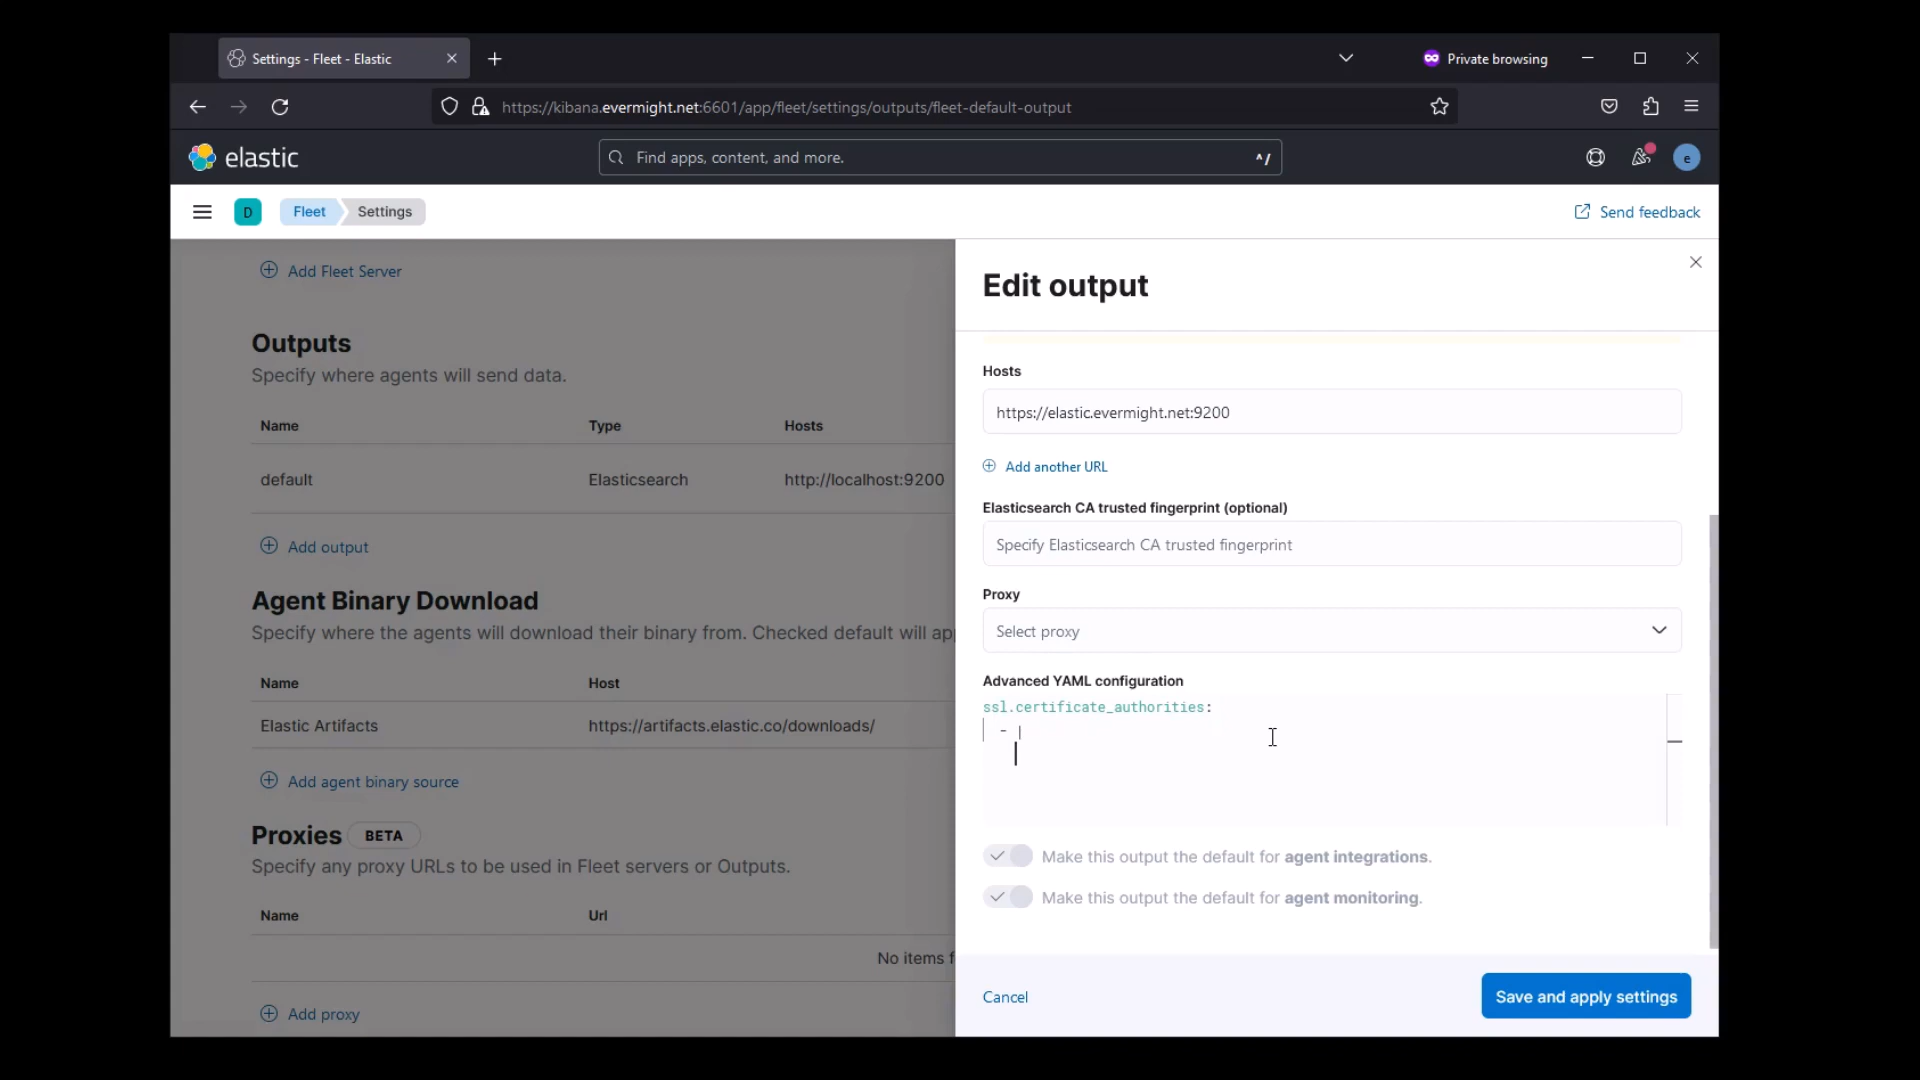 Settings - Fleet - Elastic
Private browsing
https://kibana.evermight.net:6601/app/fleet/settings/outputs/fleet-default-output
elastic
Find apps, content, and more.
^/
e
D
Fleet
Settings
Send feedback
Add Fleet Server
Outputs
Specify where agents will send data.
Name Type Hosts
default Elasticsearch http://localhost:9200
Add output
Agent Binary Download
Specify where the agents will download their binary from. Checked default will ap
Name Host
Elastic Artifacts https://artifacts.elastic.co/downloads/
Add agent binary source
Proxies BETA
Specify any proxy URLs to be used in Fleet servers or Outputs.
Name Url
No items f
Add proxy
Edit output
Hosts
https://elastic.evermight.net:9200
Add another URL
Elasticsearch CA trusted fingerprint (optional)
Specify Elasticsearch CA trusted fingerprint
Proxy
Select proxy
Advanced YAML configuration
ssl.certificate_authorities:
- |
Make this output the default for agent integrations.
Make this output the default for agent monitoring.
Cancel
Save and apply settings